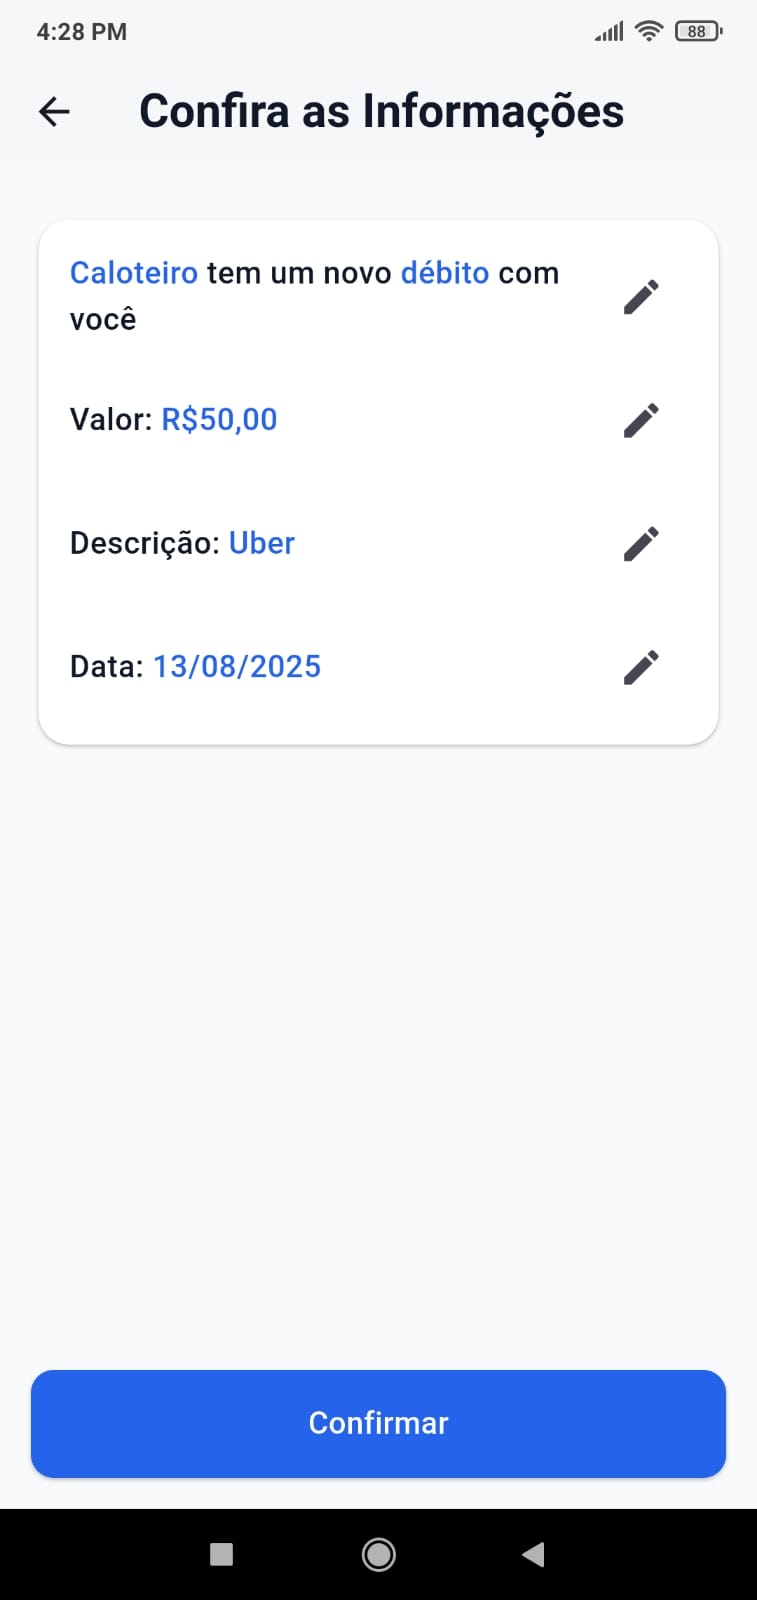 4:28 PM
88
Confira as Informações
Caloteiro tem um novo débito com
você
Valor: R$50,00
Descrição: Uber
Data: 13/08/2025
Confirmar